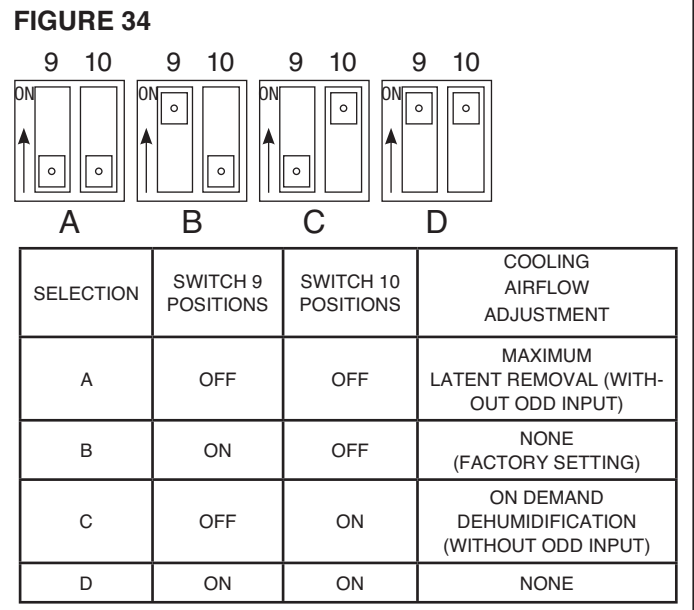 FIGURE 34
9 10 9 10 9 10 9 10
ON ON ON ON
A B C D
SELECTION
SWITCH 9
POSITIONS
SWITCH 10
POSITIONS
COOLING
AIRFLOW
ADJUSTMENT
A
OFF
OFF
MAXIMUM
LATENT REMOVAL (WITH-
OUT ODD INPUT)
B
ON
OFF
NONE
(FACTORY SETTING)
C
OFF
ON
ON DEMAND
DEHUMIDIFICATION
(WITHOUT ODD INPUT)
D
ON
ON
NONE